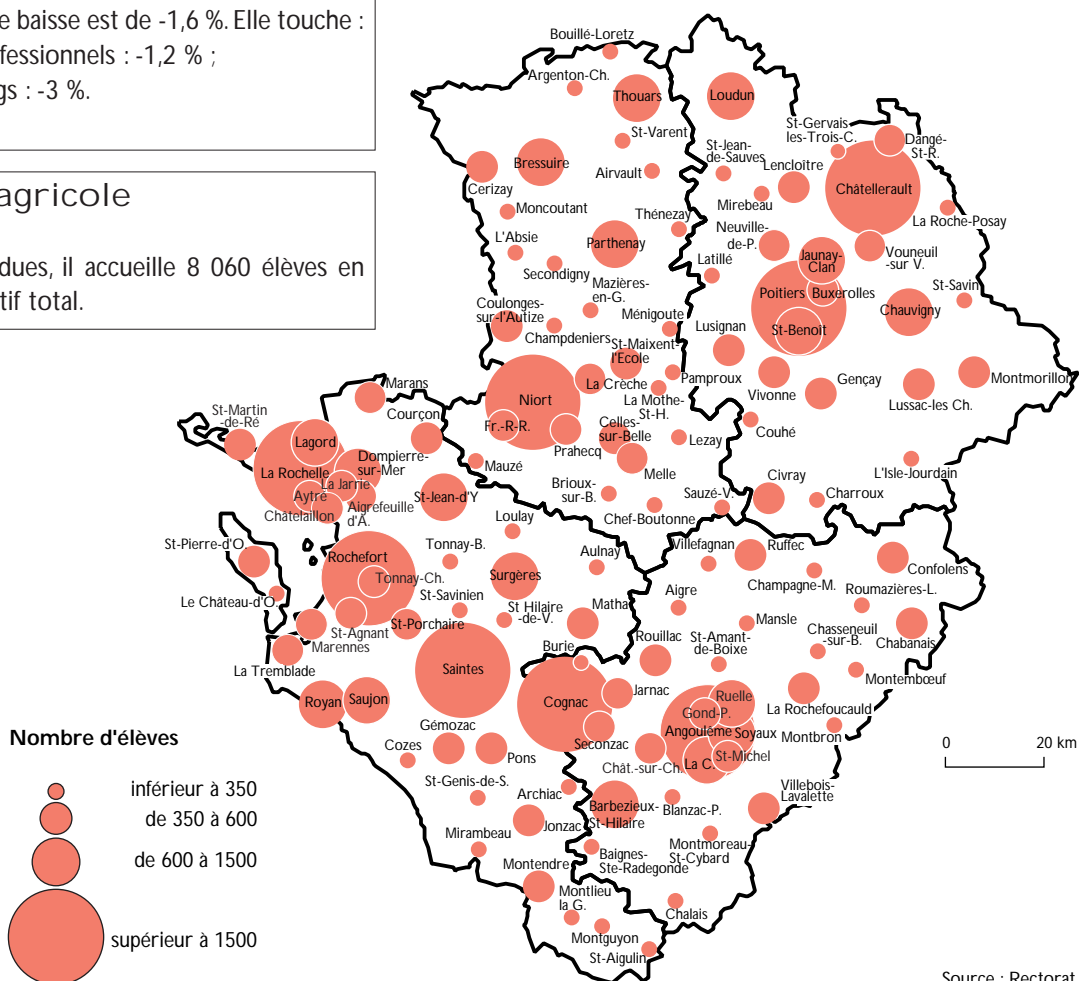 e baisse est de -1,6 %. Elle touche :
fessionnels : -1,2 % ;
gs : -3 %.
agricole
dues, il accueille 8 060 élèves en
tif total.
Bouillé-Loretz
Argenton-Ch.
Thouars
Loudun
St-Varent
St-Gervais
les-Trois-C.
Dangé-
St-R.
Bressuire
Airvault
St-Jean-
de-Sauves
Lencloître
Châtellerault
Cerizay
Mirebeau
La Roche-Posay
Moncoutant
Thénezay
L'Absie
Parthenay
Neuville-
de-P.
Jaunay-
Clan
Vouneuil
-sur V.
Secondigny
Latillé
Mazières-
en-G.
Poitiers
Buxerolles
St-Savin
Chauvigny
Coulonges-
sur-l'Autize
Champdeniers
Ménigoute
St-Benoit
Lusignan
St-Maixent-
l'Ecole
La Crèche
Pamproux
Vivonne
Gençay
Montmorillon
Lussac-les Ch.
Marans
Niort
La Mothe-
St-H.
St-Martin
-de-Ré
Courçon
Fr.-R-R.
Prahecq
Celles-
sur-Belle
Lezay
Couhé
Lagord
Dompierre-
sur-Mer
La Rochelle
La Jarrie
Mauzé
Melle
L'Isle-Jourdain
Aytré
Châtelaillon
Aigrefeuille
d'A.
St-Jean-d'Y
Brioux-
sur-B.
Chef-Boutonne
Sauzé-V.
Civray
Charroux
Loulay
St-Pierre-d'O.
Rochefort
Tonnay-B.
Aulnay
Villefagnan
Ruffec
Champagne-M.
Confolens
Tonnay-Ch.
Surgères
Le Château-d'O.
St-Savinien
St Hilaire
-de-V.
Matha
Aigre
Roumazières-L.
St-Agnant
St-Porchaire
Mansle
Chasseneuil
-sur-B.
Chabanais
Marennes
Burie
Rouillac
St-Amant-
de-Boixe
La Tremblade
Saintes
Montembœuf
Royan
Saujon
Cognac
Jarnac
Ruelle
Gond-P.
La Rochefoucauld
Angoulême
Soyaux
Montbron
Gémozac
Segonzac
St-Michel
La C.
Cozes
Pons
Chât.-sur-Ch.
St-Genis-de-S.
Archiac
Barbezieux-
St-Hilaire
Blanzac-P.
Villebois-
Lavalette
Mirambeau
Jonzac
Baignes-
Ste-Radegonde
Montmoreau-
St-Cybard
Montendre
Montlieu
la G.
Chalais
Montguyon
St-Aigulin
0 20 km
Nombre d'élèves
inférieur à 350
de 350 à 600
de 600 à 1500
supérieur à 1500
Source : Rectorat